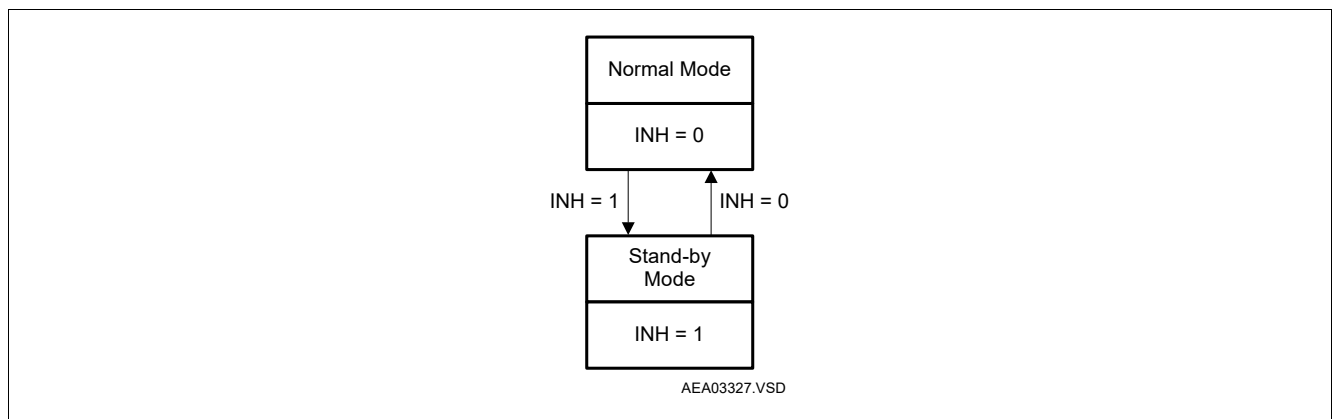 Normal Mode
INH = 0
INH = 1
INH = 0
Stand-by
Mode
INH = 1
AEA03327.VSD